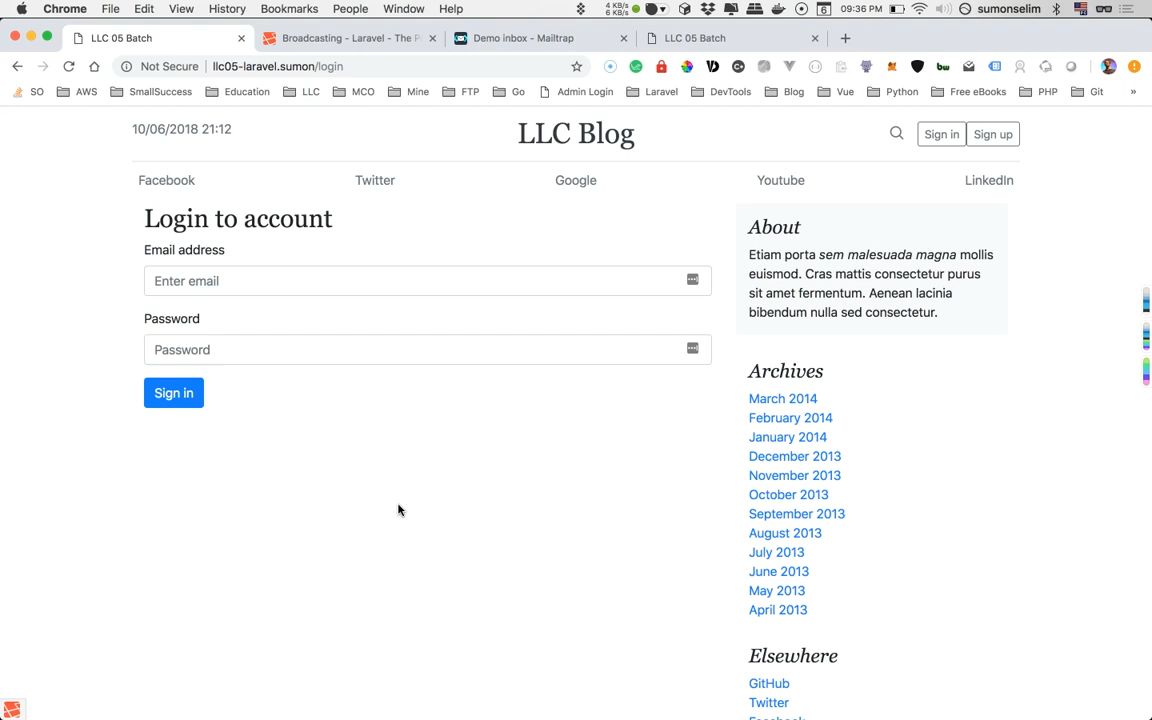 Chrome File Edit View History Bookmarks People Window Help 4 KB/s 6 KB/s 6 09:36 PM sumonselim
LLC 05 Batch Broadcasting - Laravel - The P Demo inbox - Mailtrap LLC 05 Batch
Not Secure llc05-laravel.sumon/login
SO AWS SmallSuccess Education LLC MCO Mine FTP Go Admin Login Laravel DevTools Blog Vue Python Free eBooks PHP Git »
10/06/2018 21:12
LLC Blog
Sign in Sign up
Facebook Twitter Google Youtube LinkedIn
Login to account
Email address
Enter email
Password
Password
Sign in
About
Etiam porta sem malesuada magna mollis
euismod. Cras mattis consectetur purus
sit amet fermentum. Aenean lacinia
bibendum nulla sed consectetur.
Archives
March 2014
February 2014
January 2014
December 2013
November 2013
October 2013
September 2013
August 2013
July 2013
June 2013
May 2013
April 2013
Elsewhere
GitHub
Twitter
Facebook